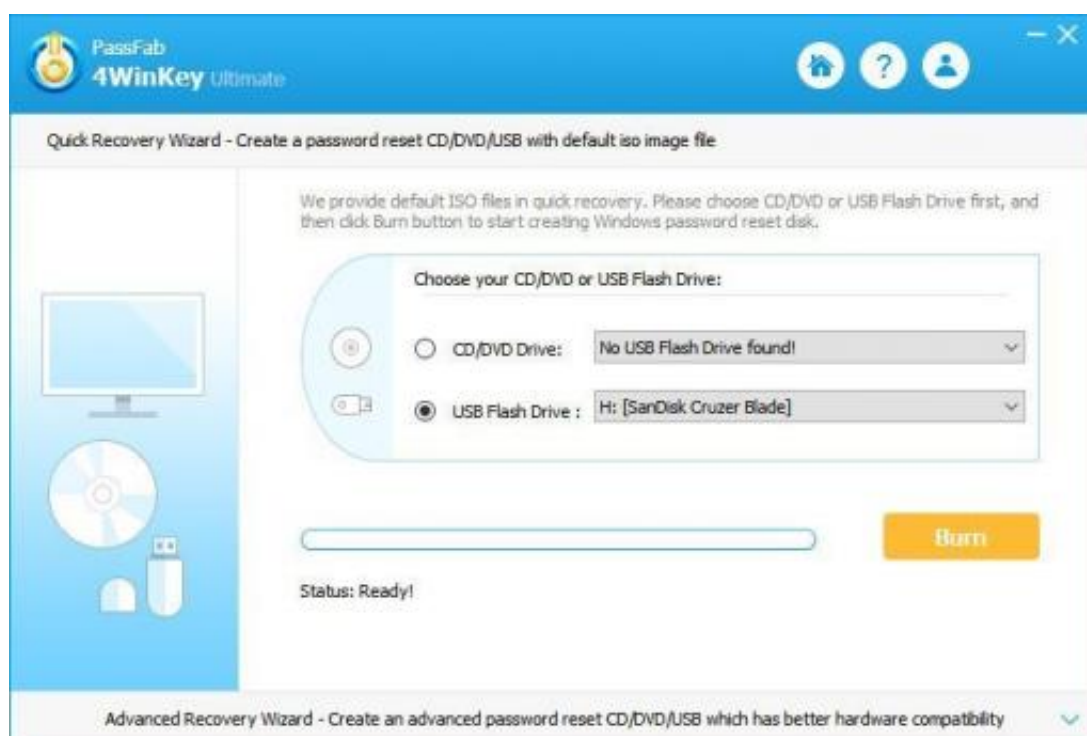 PassFab
4WinKey Ultimate
Quick Recovery Wizard - Create a password reset CD/DVD/USB with default iso image file
We provide default ISO files in quick recovery. Please choose CD/DVD or USB Flash Drive first, and
then click Burn button to start creating Windows password reset disk.
Choose your CD/DVD or USB Flash Drive:
CD/DVD Drive: No USB Flash Drive found!
USB Flash Drive : H: [SanDisk Cruzer Blade]
Burn
Status: Ready!
Advanced Recovery Wizard - Create an advanced password reset CD/DVD/USB which has better hardware compatibility